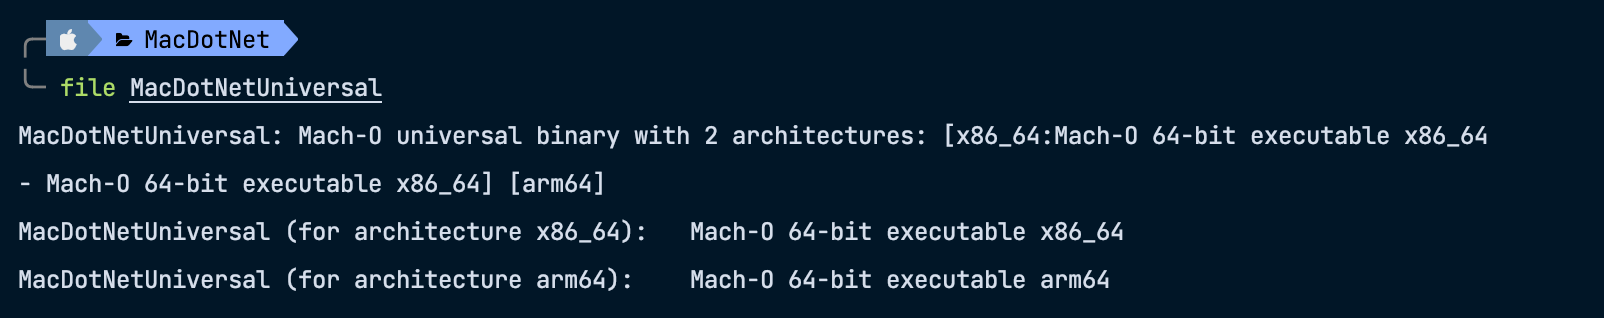 MacDotNet
file MacDotNetUniversal
MacDotNetUniversal: Mach-O universal binary with 2 architectures: [x86_64:Mach-O 64-bit executable x86_64
- Mach-O 64-bit executable x86_64] [arm64]
MacDotNetUniversal (for architecture x86_64):   Mach-O 64-bit executable x86_64
MacDotNetUniversal (for architecture arm64):    Mach-O 64-bit executable arm64